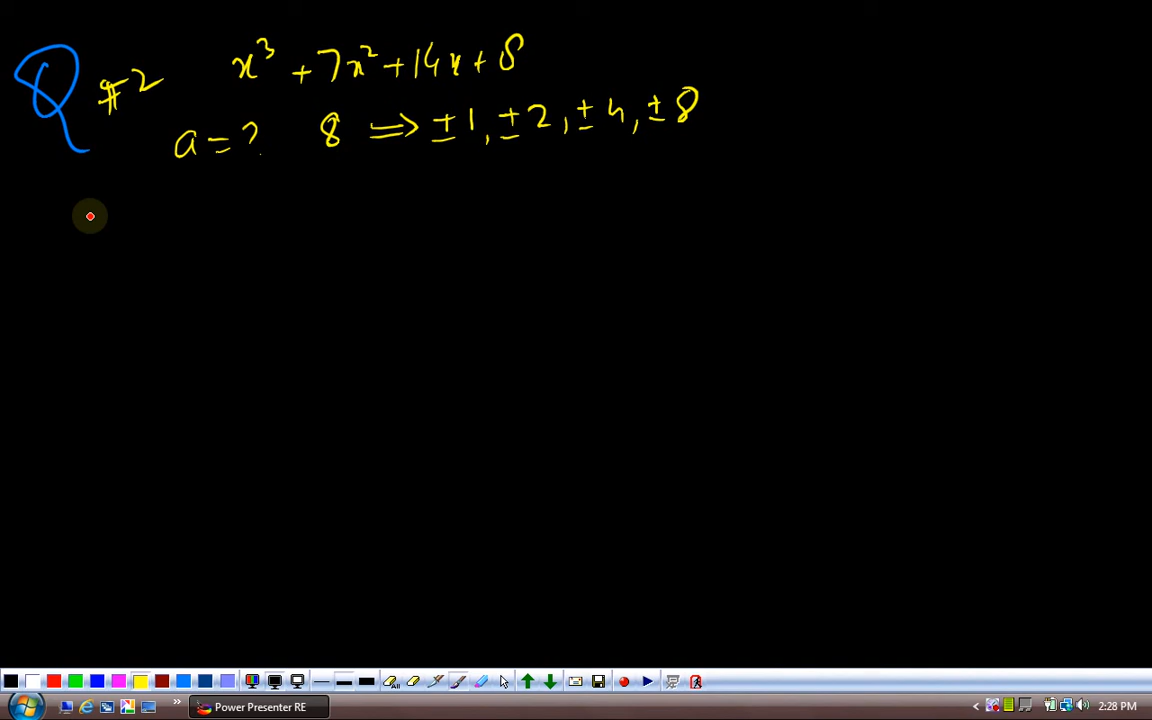 Q #2 x³ + 7x² + 14x + 8
a = ? 8 ⟹ ±1, ±2, ±4, ±8
Power Presenter RE
2:28 PM